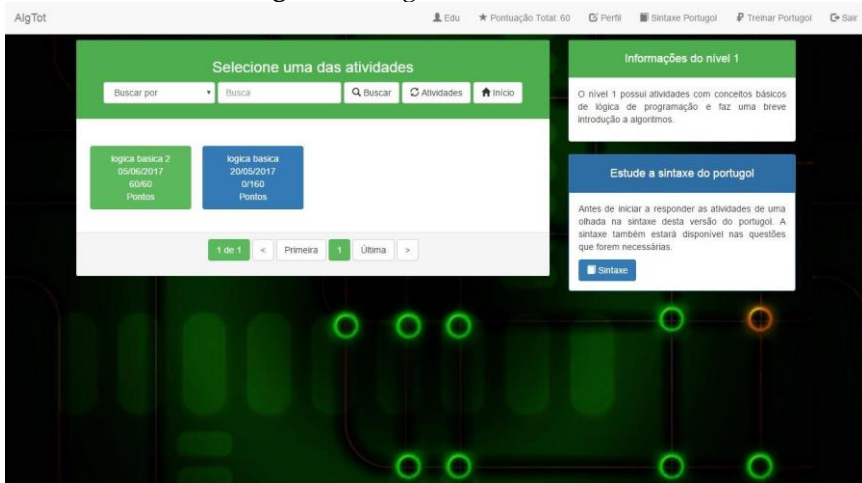 AlgTot
Edu
Pontuação Total: 60
Perfil
Sintaxe Portugol
Treinar Portugol
Sair
Selecione uma das atividades
Buscar por
Busca
Buscar
Atividades
Início
logica basica 2
05/06/2017
60/60
Pontos
logica basica
20/05/2017
0/160
Pontos
1 de 1
<
Primeira
1
Última
>
Informações do nível 1
O nível 1 possui atividades com conceitos básicos
de lógica de programação e faz uma breve
introdução a algoritmos.
Estude a sintaxe do portugol
Antes de iniciar a responder as atividades de uma
olhada na sintaxe desta versão do portugol. A
sintaxe também estará disponível nas questões
que forem necessárias.
Sintaxe